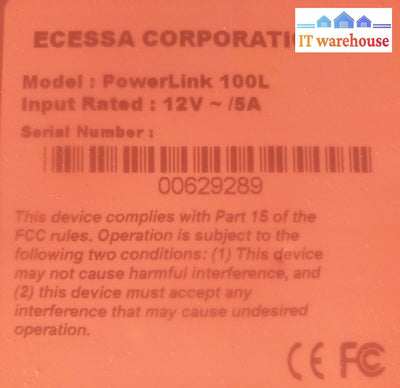 ECESSA CORPORATI
IT warehouse
Model : PowerLink 100L
Input Rated : 12V ~ /5A
Serial Number :
00629289
This device complies with Part 15 of the
FCC rules. Operation is subject to the
following two conditions: (1) This device
may not cause harmful interference, and
(2) this device must accept any
interference that may cause undesired
operation.
CE FC